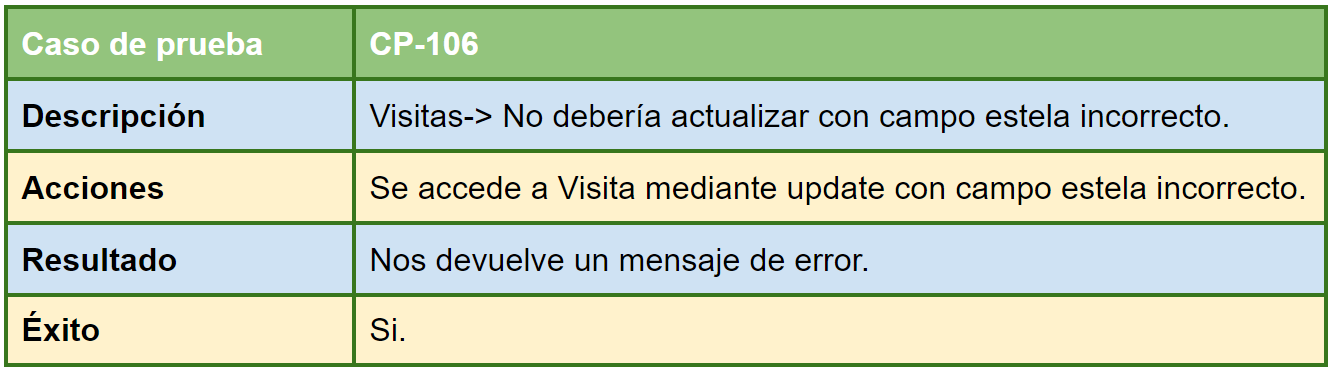 Caso de prueba CP-106
Descripción Visitas-> No debería actualizar con campo estela incorrecto.
Acciones Se accede a Visita mediante update con campo estela incorrecto.
Resultado Nos devuelve un mensaje de error.
Éxito Si.